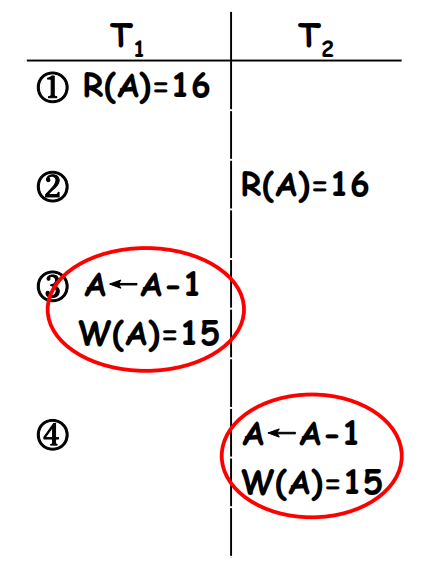 T₁ T₂
① R(A)=16
② R(A)=16
③ A←A-1
W(A)=15
④ A←A-1
W(A)=15